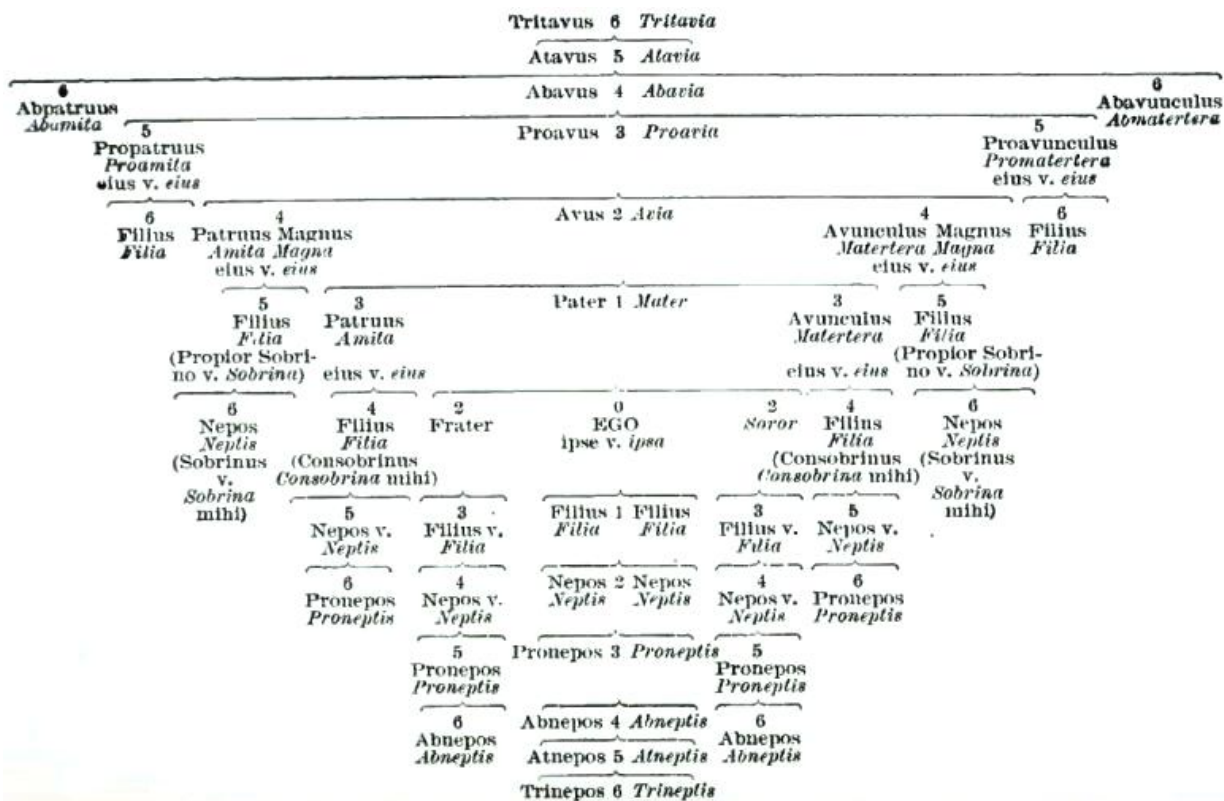 Tritavus 6 Tritavia
Atavus 5 Atavia
6 Abavus 4 Abavia 6
Abpatruus Abavunculus
Abamita Abmatertera
5 Proavus 3 Proavia 5
Propatruus Proavunculus
Proamita Promatertera
eius v. eius eius v. eius
6 4 Avus 2 Avia 4 6
Filius Patruus Magnus Avunculus Magnus Filius
Filia Amita Magna Matertera Magna Filia
eius v. eius eius v. eius
5 3 Pater 1 Mater 3 5
Filius Patruus Avunculus Filius
Filia Amita Matertera Filia
(Propior Sobri- (Propior Sobri-
no v. Sobrina) eius v. eius eius v. eius no v. Sobrina)
6 4 2 0 2 4 6
Nepos Filius Frater EGO Soror Filius Nepos
Neptis Filia ipse v. ipsa Filia Neptis
(Sobrinus (Consobrinus (Consobrinus (Sobrinus
v. Consobrina mihi) Consobrina mihi) v.
Sobrina Sobrina
mihi) mihi)
5 3 Filius 1 Filius 3 5
Nepos v. Filius v. Filia Filia Filius v. Nepos v.
Neptis Filia Filia Neptis
6 4 Nepos 2 Nepos 4 6
Pronepos Nepos v. Neptis Neptis Nepos v. Pronepos
Proneptis Neptis Neptis Proneptis
5 Pronepos 3 Proneptis 5
Pronepos Pronepos
Proneptis Proneptis
6 Abnepos 4 Abneptis 6
Abnepos Abnepos
Abneptis Atnepos 5 Atneptis Abneptis
Trinepos 6 Trineptis